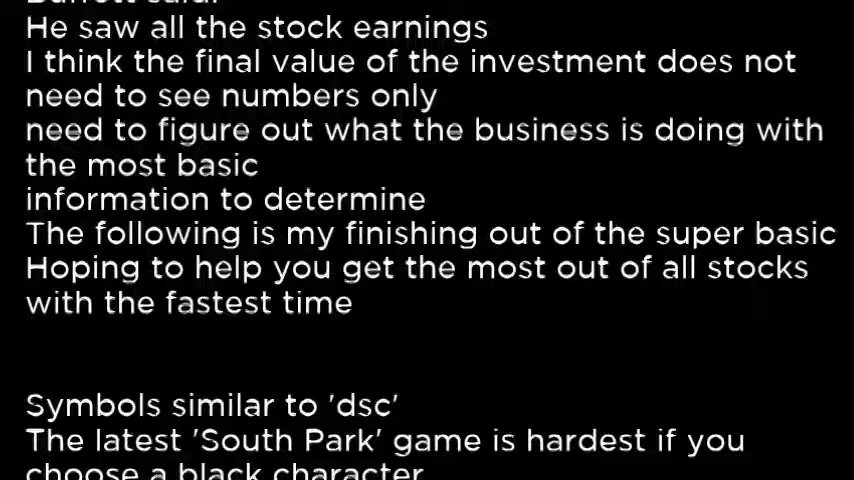 He saw all the stock earnings
I think the final value of the investment does not
need to see numbers only
need to figure out what the business is doing with
the most basic
information to determine
The following is my finishing out of the super basic
Hoping to help you get the most out of all stocks
with the fastest time
Symbols similar to 'dsc'
The latest 'South Park' game is hardest if you
choose a black character